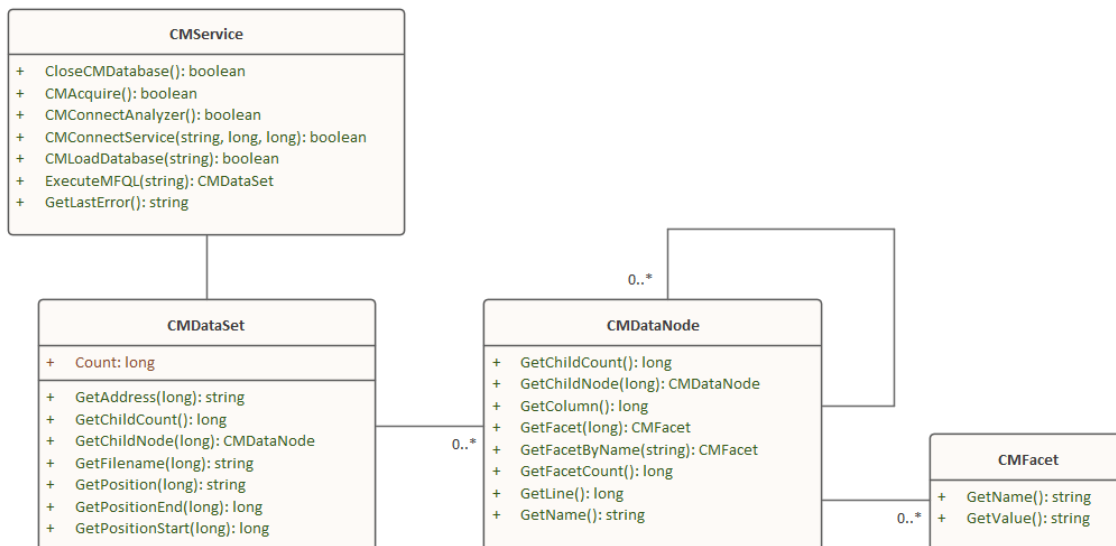 CMService
+ CloseCMDatabase(): boolean
+ CMAcquire(): boolean
+ CMConnectAnalyzer(): boolean
+ CMConnectService(string, long, long): boolean
+ CMLoadDatabase(string): boolean
+ ExecuteMFQL(string): CMDataSet
+ GetLastError(): string
0..*
CMDataSet
+ Count: long
+ GetAddress(long): string
+ GetChildCount(): long
+ GetChildNode(long): CMDataNode
+ GetFilename(long): string
+ GetPosition(long): string
+ GetPositionEnd(long): long
+ GetPositionStart(long): long
0..*
CMDataNode
+ GetChildCount(): long
+ GetChildNode(long): CMDataNode
+ GetColumn(): long
+ GetFacet(long): CMFacet
+ GetFacetByName(string): CMFacet
+ GetFacetCount(): long
+ GetLine(): long
+ GetName(): string
0..*
CMFacet
+ GetName(): string
+ GetValue(): string